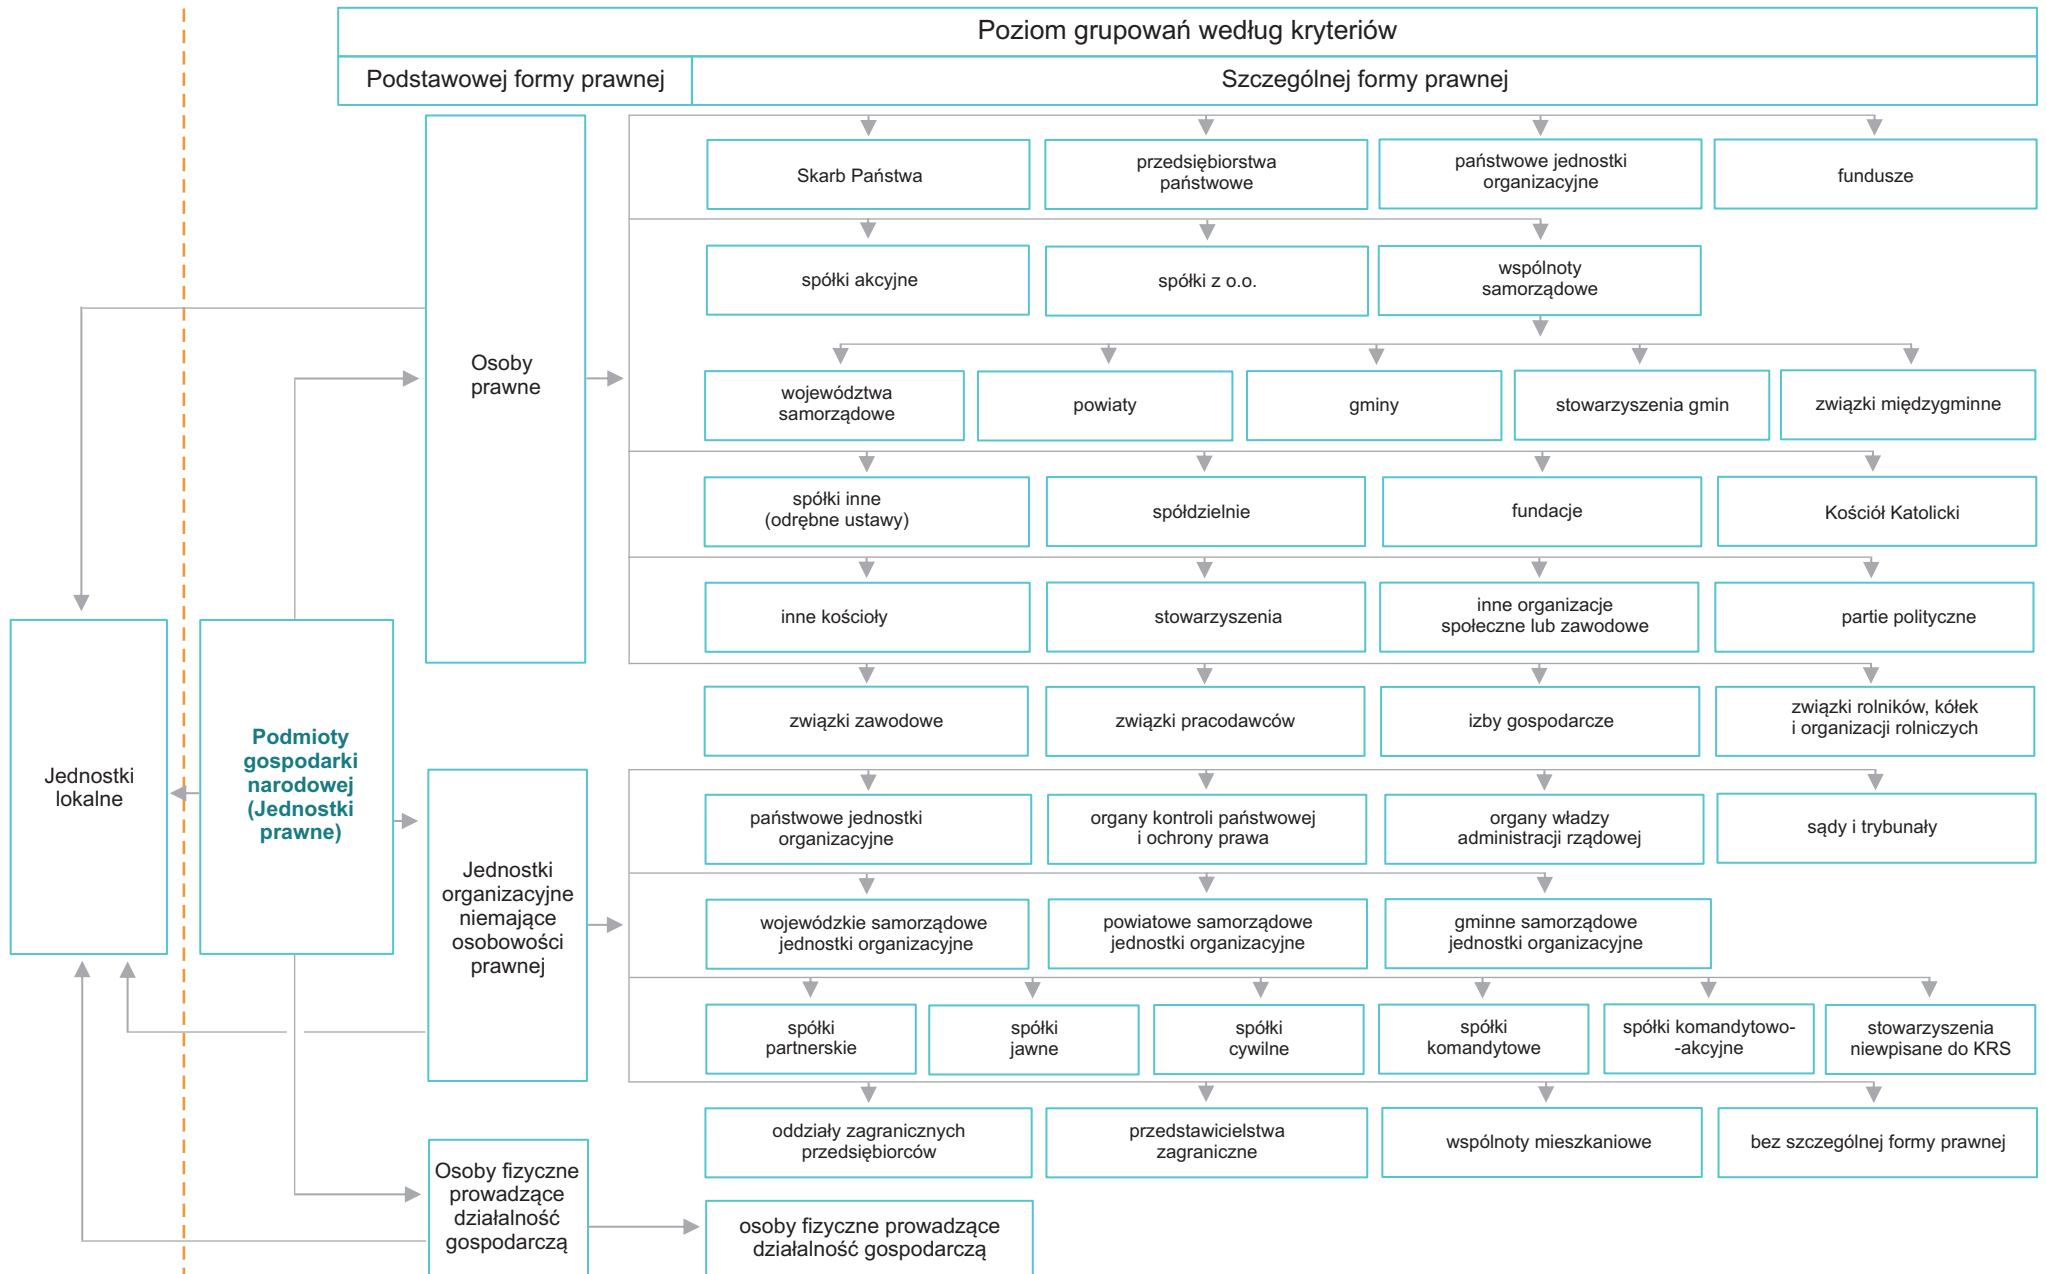 Poziom grupowań według kryteriów
Podstawowej formy prawnej
Szczególnej formy prawnej
Osoby
prawne
Skarb Państwa
przedsiębiorstwa
państwowe
państwowe jednostki
organizacyjne
fundusze
spółki akcyjne
spółki z o.o.
wspólnoty
samorządowe
województwa
samorządowe
powiaty
gminy
stowarzyszenia gmin
związki międzygminne
spółki inne
(odrębne ustawy)
spółdzielnie
fundacje
Kościół Katolicki
inne kościoły
stowarzyszenia
inne organizacje
społeczne lub zawodowe
partie polityczne
związki zawodowe
związki pracodawców
izby gospodarcze
związki rolników, kółek
i organizacji rolniczych
Jednostki
lokalne
Podmioty
gospodarki
narodowej
(Jednostki
prawne)
Jednostki
organizacyjne
niemające
osobowości
prawnej
państwowe jednostki
organizacyjne
organy kontroli państwowej
i ochrony prawa
organy władzy
administracji rządowej
sądy i trybunały
wojewódzkie samorządowe
jednostki organizacyjne
powiatowe samorządowe
jednostki organizacyjne
gminne samorządowe
jednostki organizacyjne
spółki
partnerskie
spółki
jawne
spółki
cywilne
spółki
komandytowe
spółki komandytowo-
-akcyjne
stowarzyszenia
niewpisane do KRS
oddziały zagranicznych
przedsiębiorców
przedstawicielstwa
zagraniczne
wspólnoty mieszkaniowe
bez szczególnej formy prawnej
Osoby fizyczne
prowadzące
działalność
gospodarczą
osoby fizyczne prowadzące
działalność gospodarczą